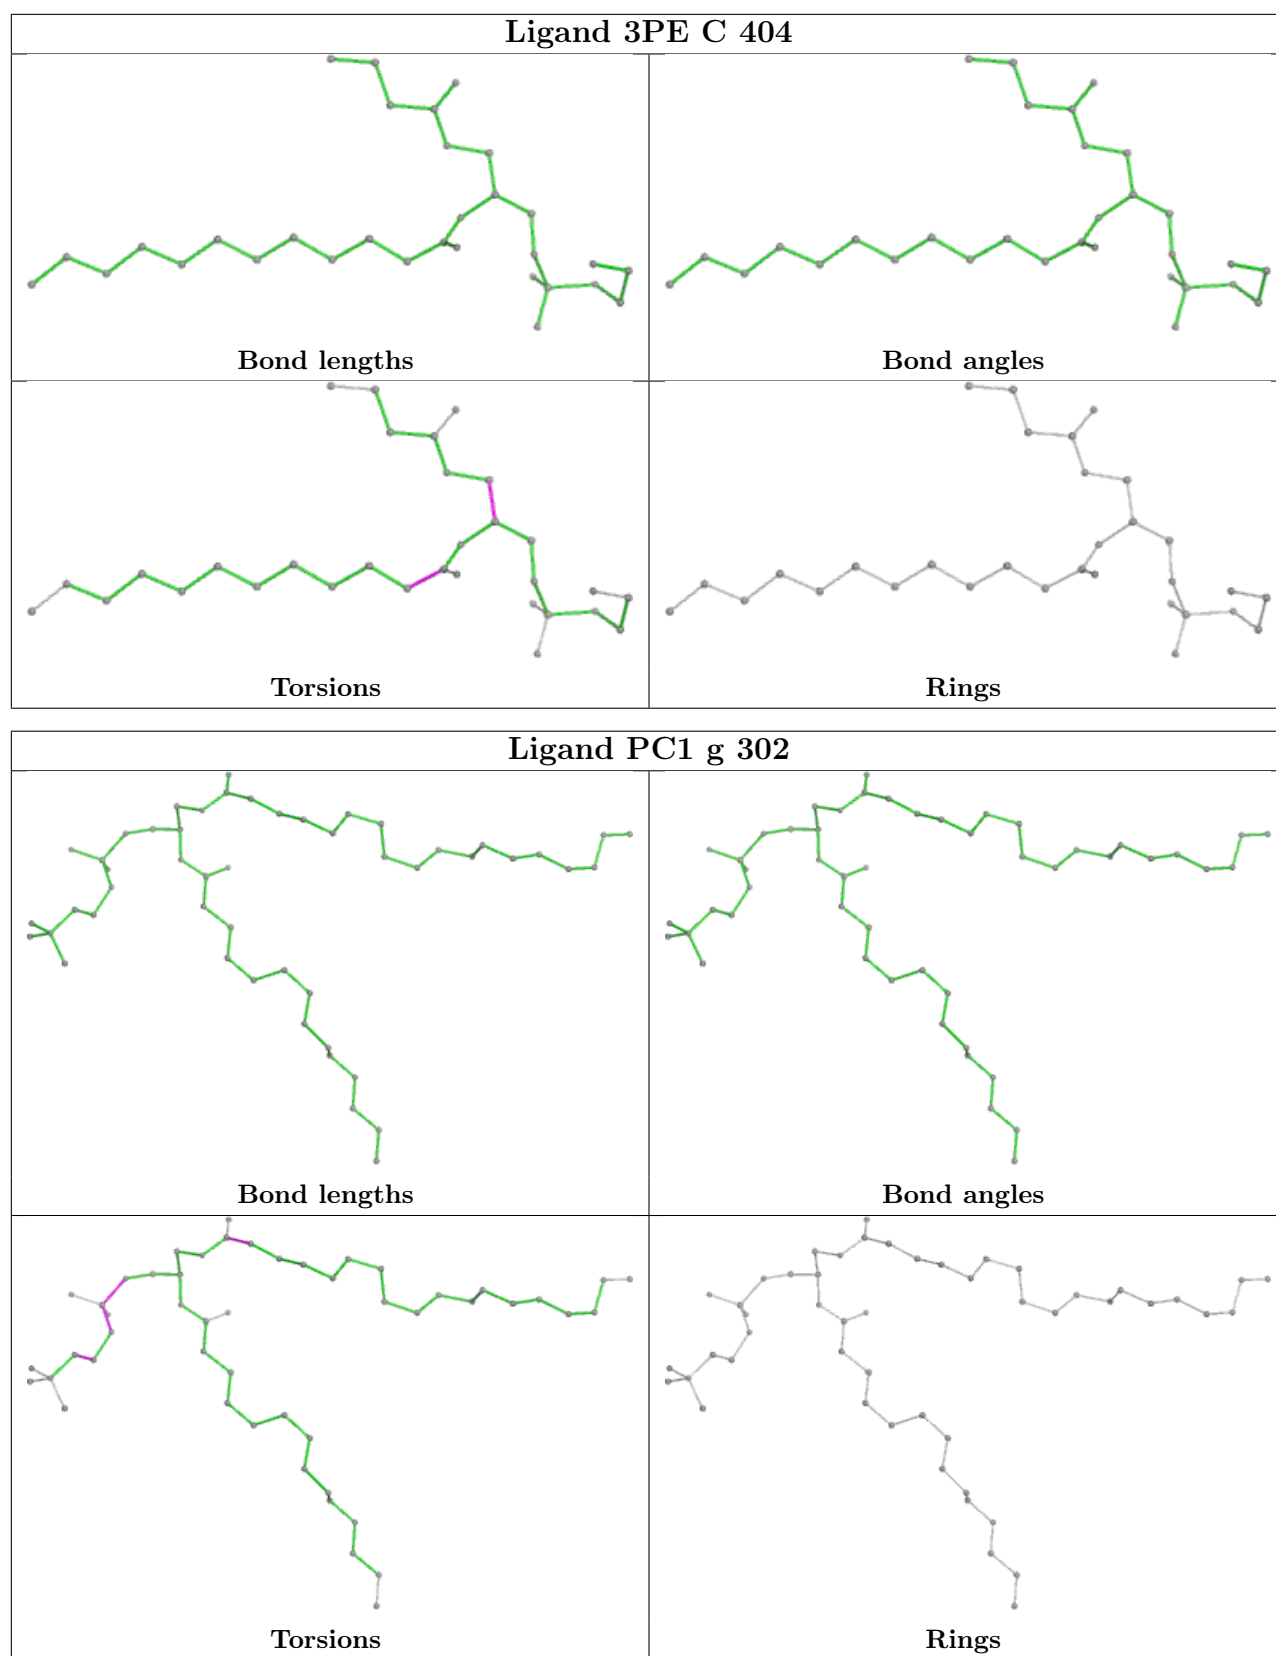 Ligand 3PE C 404
Bond lengths
Bond angles
Torsions
Rings
Ligand PC1 g 302
Bond lengths
Bond angles
Torsions
Rings